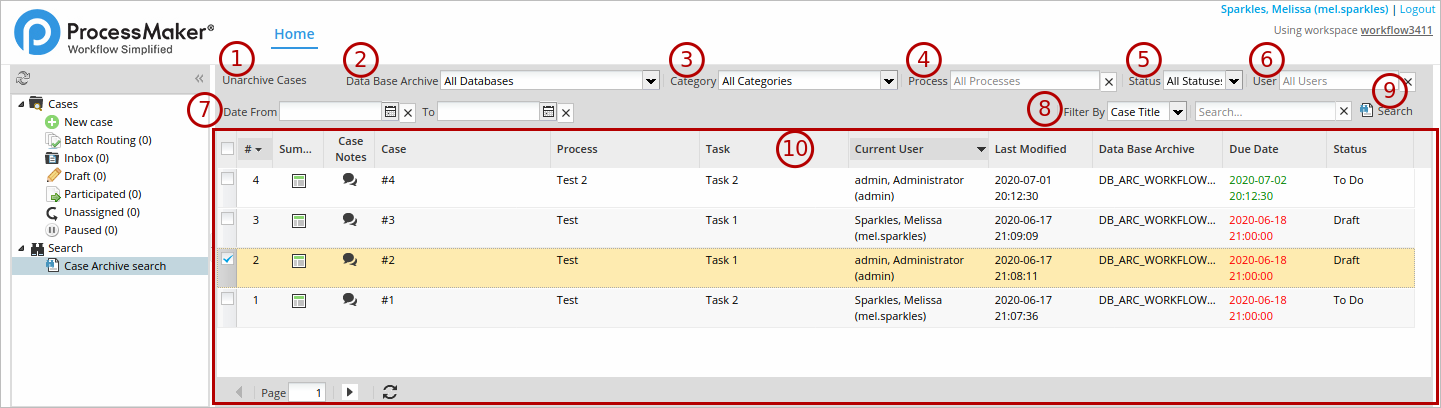 Sparkles, Melissa (mel.sparkles) | Logout
ProcessMaker®
Workflow Simplified
Home
Using workspace workflow3411
1 2 3 4 5 6
Unarchive Cases Data Base Archive All Databases Category All Categories Process All Processes Status All Statuses User All Users
7 8 9
Date From To Filter By Case Title Search... Search
Cases
New case
Batch Routing (0)
Inbox (0)
Draft (0)
Participated (0)
Unassigned (0)
Paused (0)
Search
Case Archive search
10
# Sum... Case Notes Case Process Task Current User Last Modified Data Base Archive Due Date Status
4 #4 Test 2 Task 2 admin, Administrator 2020-07-01 DB_ARC_WORKFLOW... 2020-07-02 To Do
(admin) 20:12:30 20:12:30
3 #3 Test Task 1 Sparkles, Melissa 2020-06-17 DB_ARC_WORKFLOW... 2020-06-18 Draft
(mel.sparkles) 21:09:09 21:00:00
2 #2 Test Task 1 admin, Administrator 2020-06-17 DB_ARC_WORKFLOW... 2020-06-18 Draft
(admin) 21:08:11 21:00:00
1 #1 Test Task 2 Sparkles, Melissa 2020-06-17 DB_ARC_WORKFLOW... 2020-06-18 To Do
(mel.sparkles) 21:07:36 21:00:00
Page 1